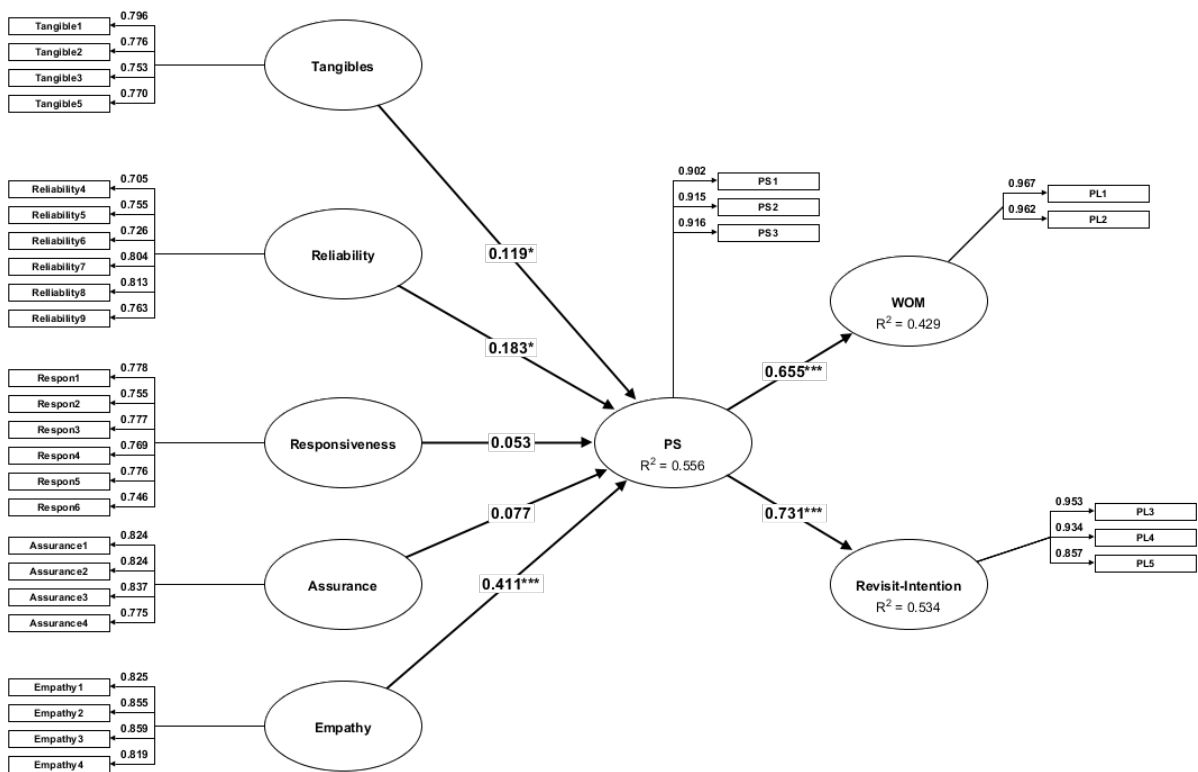 0.796
Tangible1
0.776
Tangible2
0.753
Tangible3
0.770
Tangible5
Tangibles
0.705
Reliability4
0.755
Reliability5
0.726
Reliability6
0.804
Reliability7
0.813
Relliablity8
0.763
Reliability9
Reliability
0.778
Respon1
0.755
Respon2
0.777
Respon3
0.769
Respon4
0.776
Respon5
0.746
Respon6
Responsiveness
0.824
Assurance1
0.824
Assurance2
0.837
Assurance3
0.775
Assurance4
Assurance
0.825
Empathy1
0.855
Empathy2
0.859
Empathy3
0.819
Empathy4
Empathy
0.119*
0.183*
0.053
0.077
0.411***
0.902
PS1
0.915
PS2
0.916
PS3
PS
R² = 0.556
0.655***
0.731***
0.967
PL1
0.962
PL2
WOM
R² = 0.429
0.953
PL3
0.934
PL4
0.857
PL5
Revisit-Intention
R² = 0.534